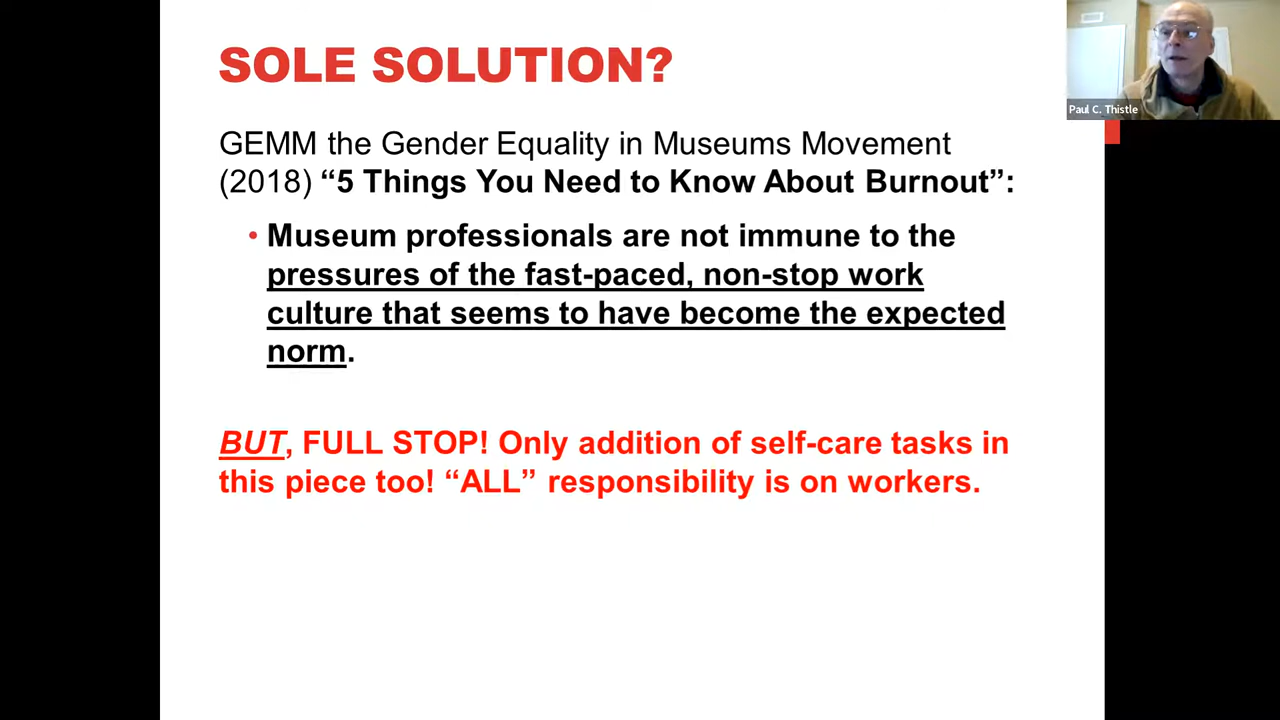 SOLE SOLUTION?
Paul C. Thistle
GEMM the Gender Equality in Museums Movement
(2018) “5 Things You Need to Know About Burnout”:
• Museum professionals are not immune to the
pressures of the fast-paced, non-stop work
culture that seems to have become the expected
norm.
BUT, FULL STOP! Only addition of self-care tasks in
this piece too! “ALL” responsibility is on workers.